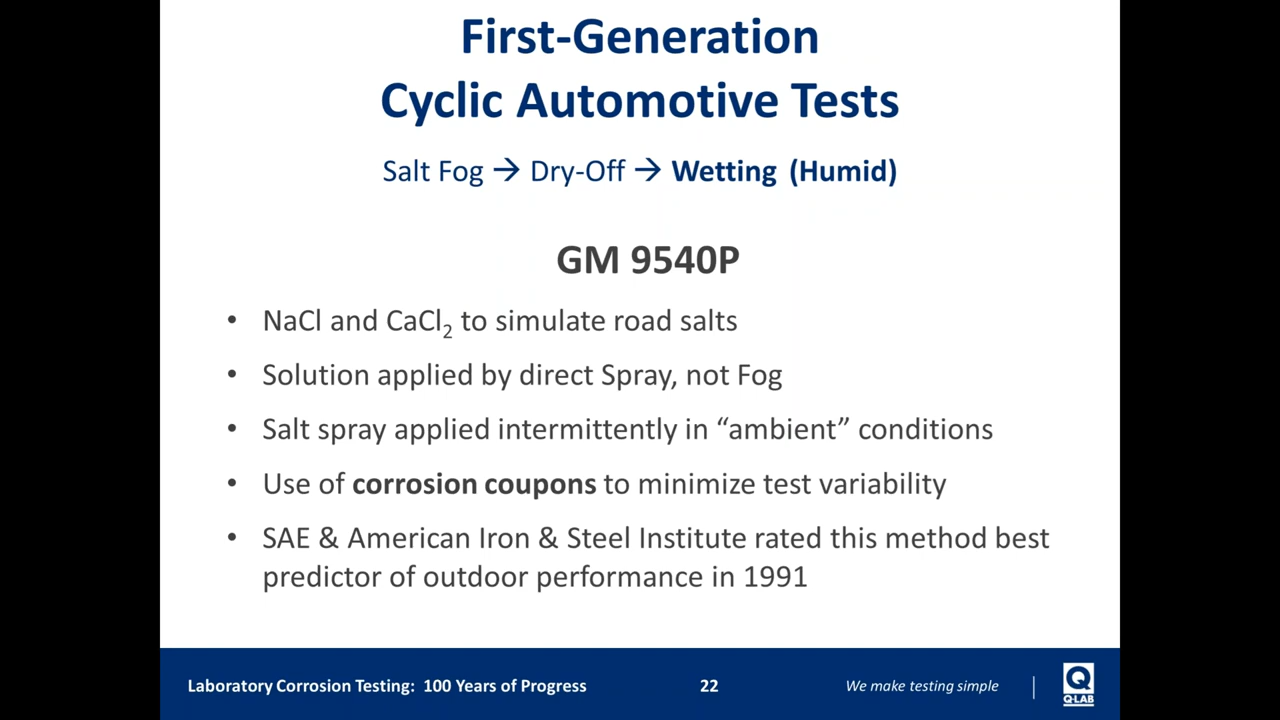 First-Generation
Cyclic Automotive Tests
Salt Fog → Dry-Off → Wetting (Humid)
GM 9540P
• NaCl and CaCl₂ to simulate road salts
• Solution applied by direct Spray, not Fog
• Salt spray applied intermittently in “ambient” conditions
• Use of corrosion coupons to minimize test variability
• SAE & American Iron & Steel Institute rated this method best
predictor of outdoor performance in 1991
Laboratory Corrosion Testing: 100 Years of Progress
22
We make testing simple
Q
Q-LAB